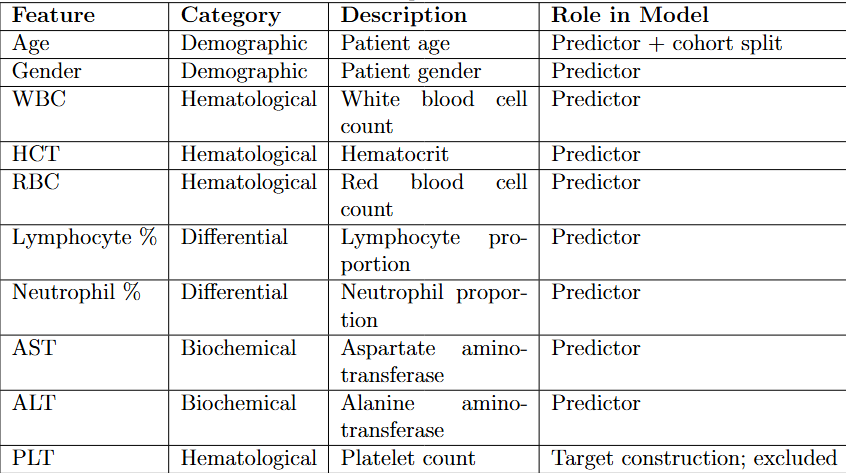 Feature Category Description Role in Model
Age Demographic Patient age Predictor + cohort split
Gender Demographic Patient gender Predictor
WBC Hematological White blood cell Predictor
count
HCT Hematological Hematocrit Predictor
RBC Hematological Red blood cell Predictor
count
Lymphocyte % Differential Lymphocyte pro- Predictor
portion
Neutrophil % Differential Neutrophil propor- Predictor
tion
AST Biochemical Aspartate amino- Predictor
transferase
ALT Biochemical Alanine amino- Predictor
transferase
PLT Hematological Platelet count Target construction; excluded